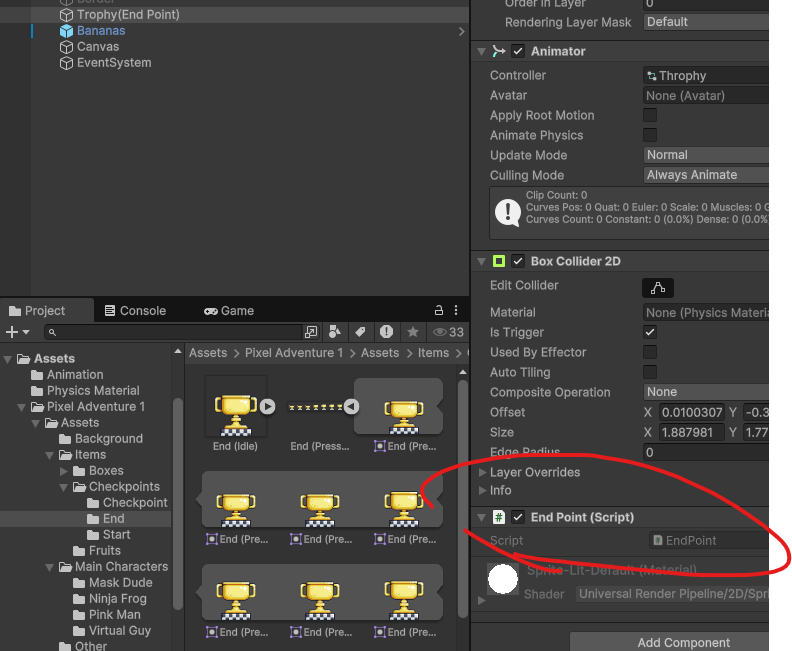 Border
Trophy(End Point)
Bananas
Canvas
EventSystem
Order in Layer 0
Rendering Layer Mask Default
Animator
Controller Throphy
Avatar None (Avatar)
Apply Root Motion
Animate Physics
Update Mode Normal
Culling Mode Always Animate
Clip Count: 0
Curves Pos: 0 Quat: 0 Euler: 0 Scale: 0 Muscles: 0 G
Curves Count: 0 Constant: 0 (0.0%) Dense: 0 (0.0%
Box Collider 2D
Edit Collider
Material None (Physics Materia
Is Trigger
Used By Effector
Auto Tiling
Composite Operation None
Offset X 0.0100307 Y -0.3
Size X 1.887981 Y 1.77
Edge Radius 0
Layer Overrides
Info
# End Point (Script)
Script # EndPoint
Sprite-Lit-Default (Material)
Shader Universal Render Pipeline/2D/Spri
Add Component
Project Console Game
33
Assets
Animation
Physics Material
Pixel Adventure 1
Assets
Background
Items
Boxes
Checkpoints
Checkpoint
End
Start
Fruits
Main Characters
Mask Dude
Ninja Frog
Pink Man
Virtual Guy
Other
Assets > Pixel Adventure 1 > Assets > Items >
End (Idle) End (Press... End (Pre...
End (Pre... End (Pre... End (Pre...
End (Pre... End (Pre... End (Pre...